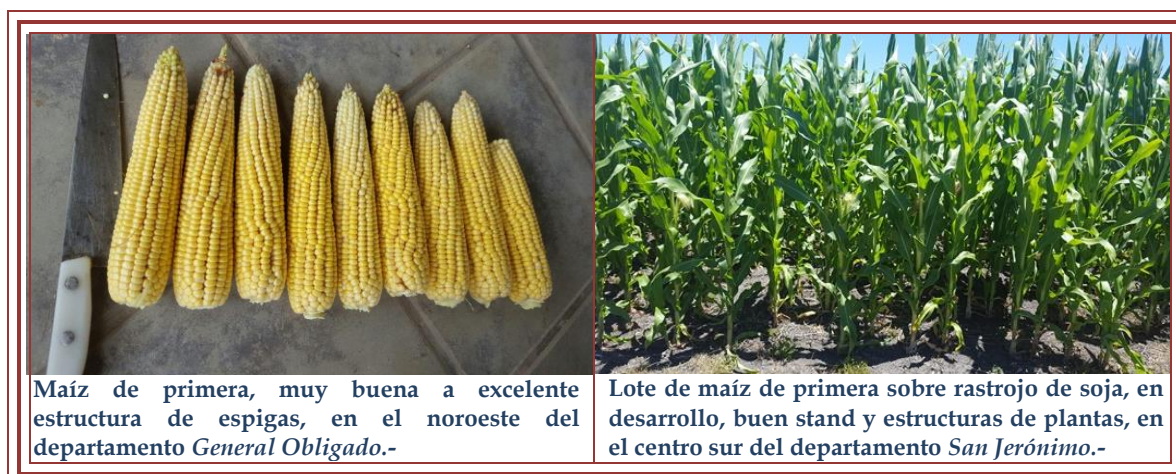 Maíz de primera, muy buena a excelente
estructura de espigas, en el noroeste del
departamento General Obligado.-
Lote de maíz de primera sobre rastrojo de soja, en
desarrollo, buen stand y estructuras de plantas, en
el centro sur del departamento San Jerónimo.-